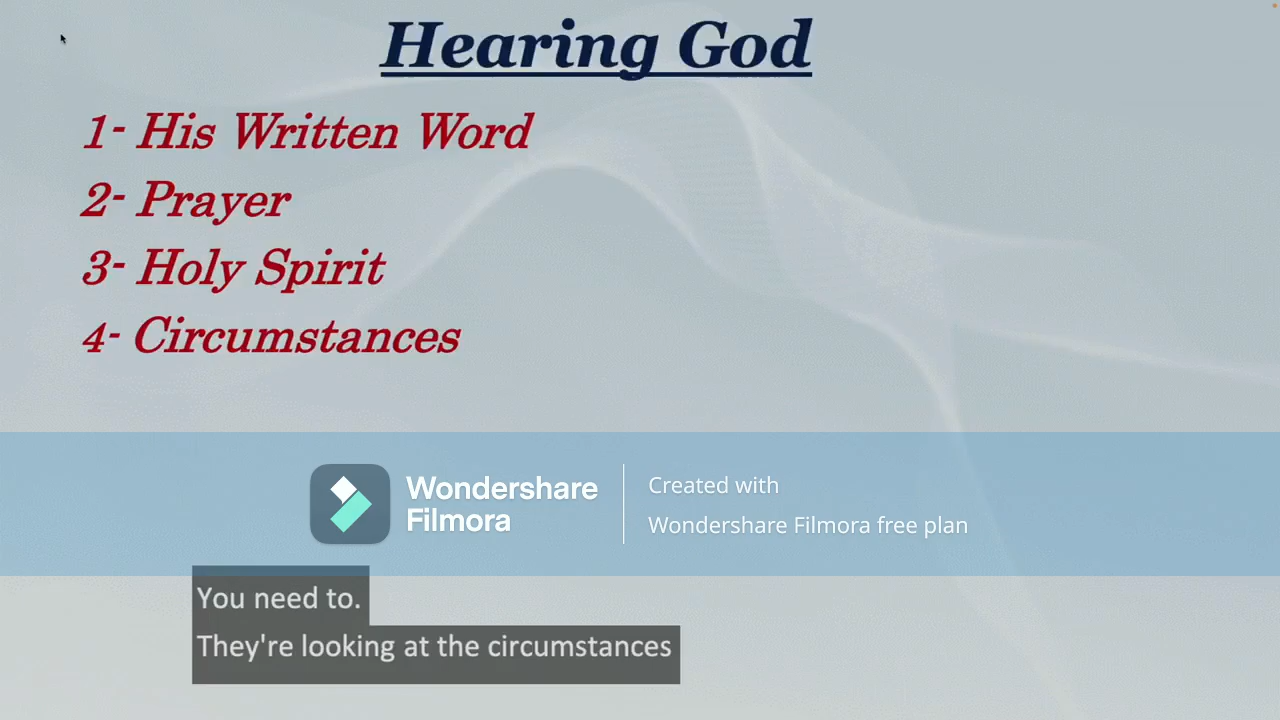 Hearing God
1- His Written Word
2- Prayer
3- Holy Spirit
4- Circumstances
Wondershare
Filmora
Created with
Wondershare Filmora free plan
You need to.
They're looking at the circumstances